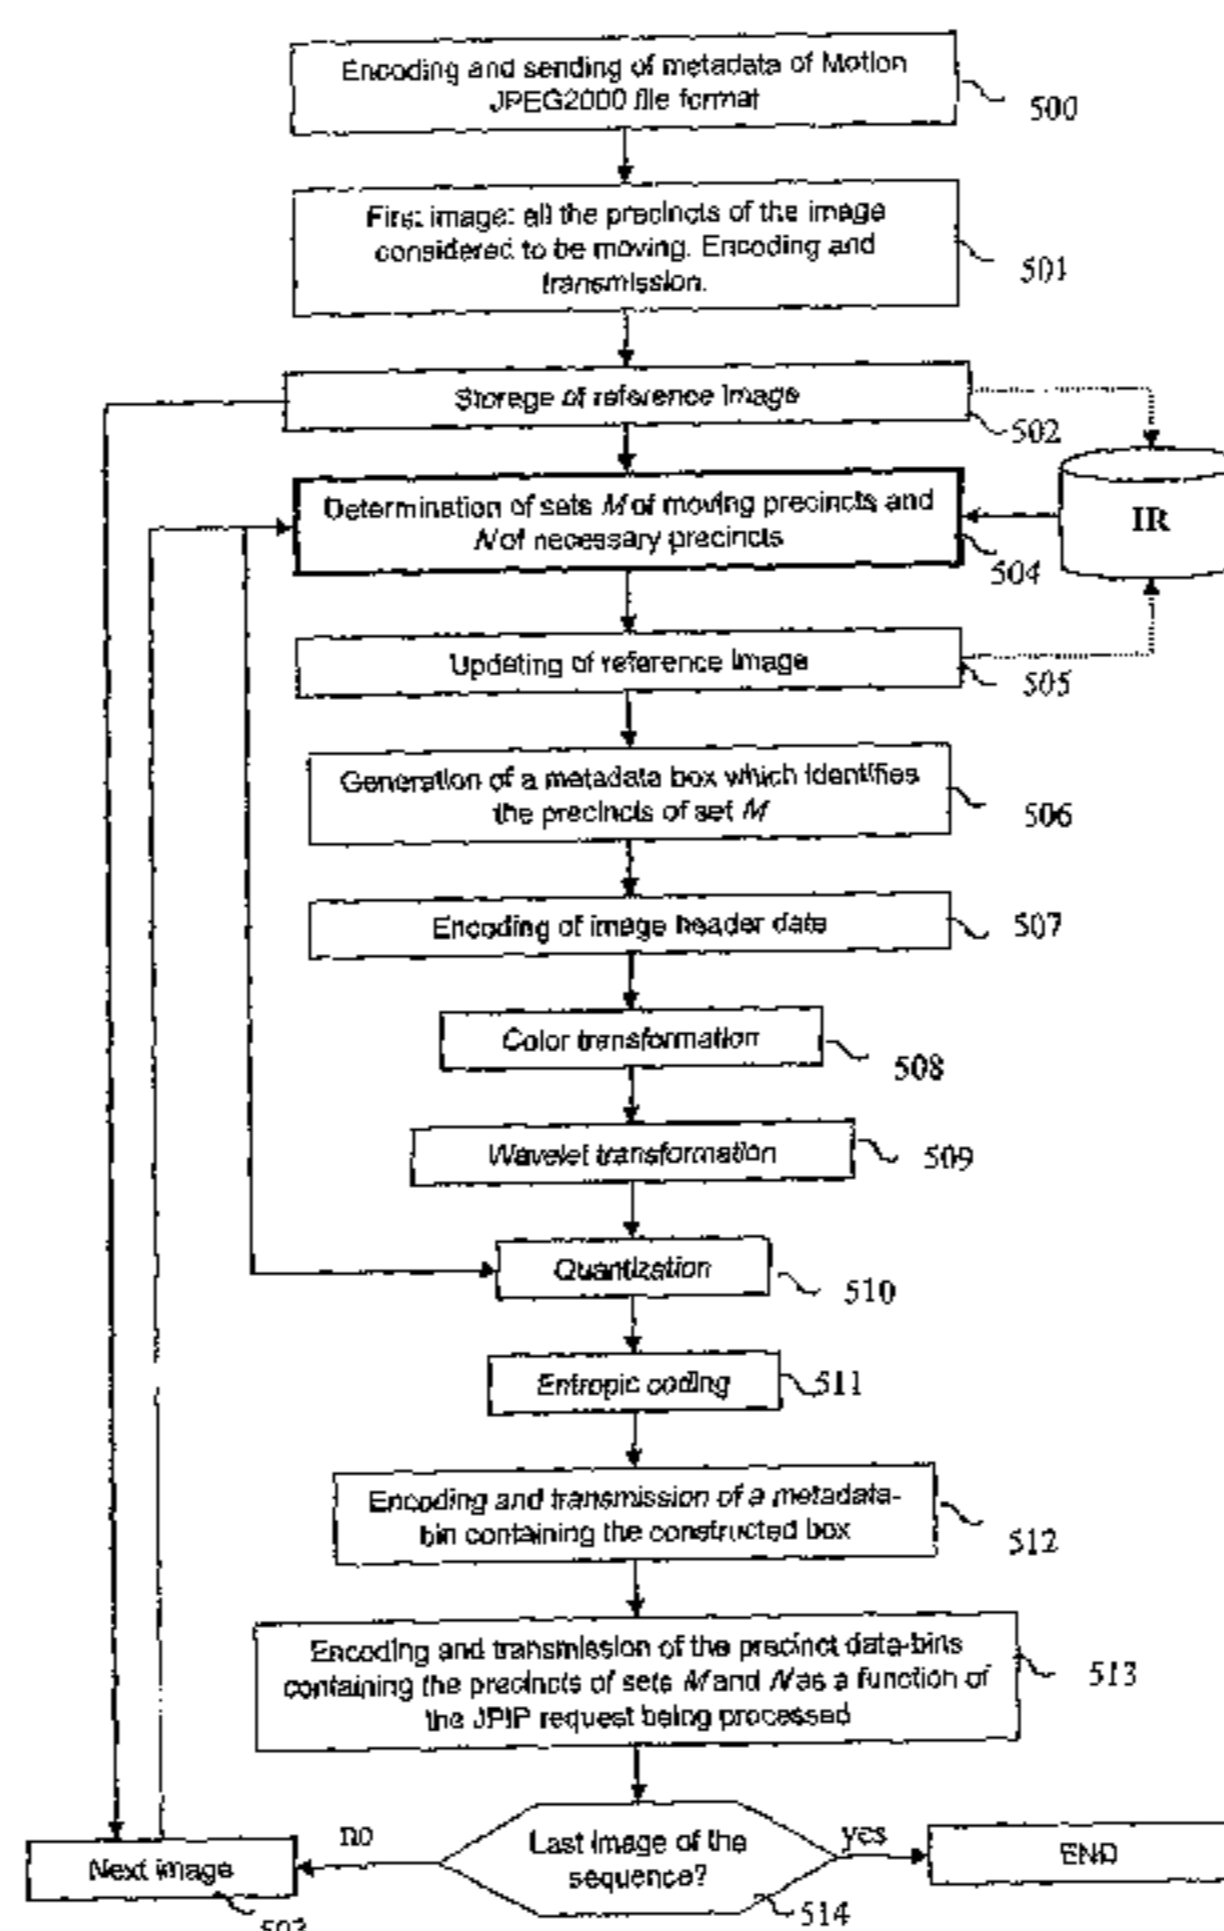 Encoding and sending of metadata of Motion
JPEG2000 file format
500
First image: all the precincts of the image
considered to be moving. Encoding and
transmission.
501
Storage of reference image
502
Determination of sets M of moving precincts and
N of necessary precincts
504
IR
Updating of reference image
505
Generation of a metadata box which identifies
the precincts of set M
506
Encoding of image header data
507
Color transformation
508
Wavelet transformation
509
Quantization
510
Entropic coding
511
Encoding and transmission of a metadata-
bin containing the constructed box
512
Encoding and transmission of the precinct data-bins
containing the precincts of sets M and N as a function of
the JPIP request being processed
513
no
Last image of the
sequence?
yes
END
Next image
514
503